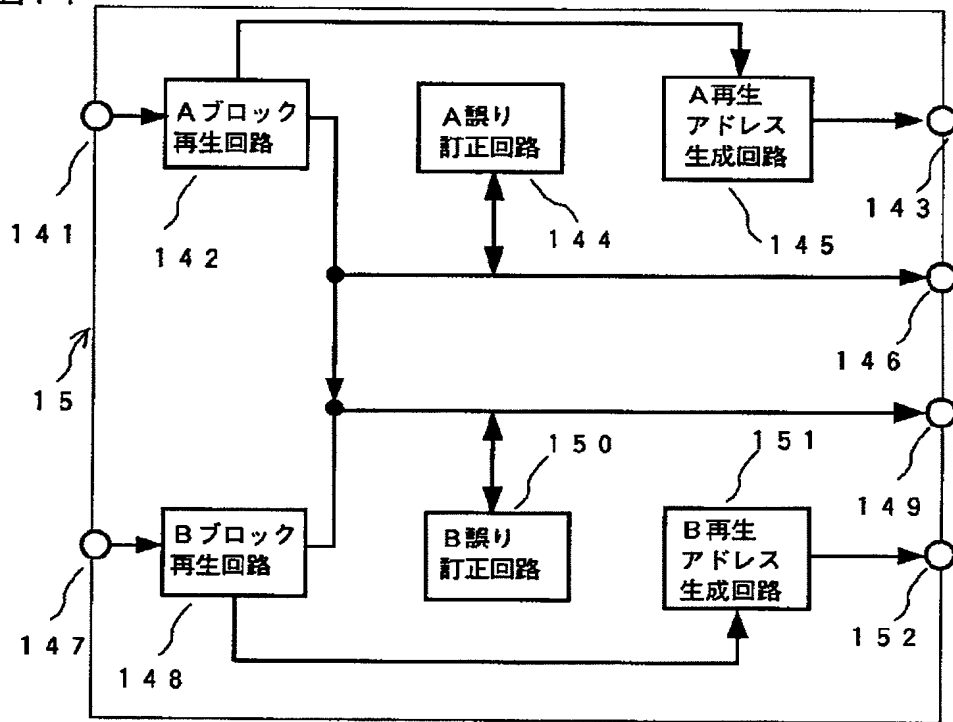 Aブロック
再生回路
A誤り
訂正回路
A再生
アドレス
生成回路
141
142
144
145
143
146
15
150
151
149
Bブロック
再生回路
B誤り
訂正回路
B再生
アドレス
生成回路
147
148
152